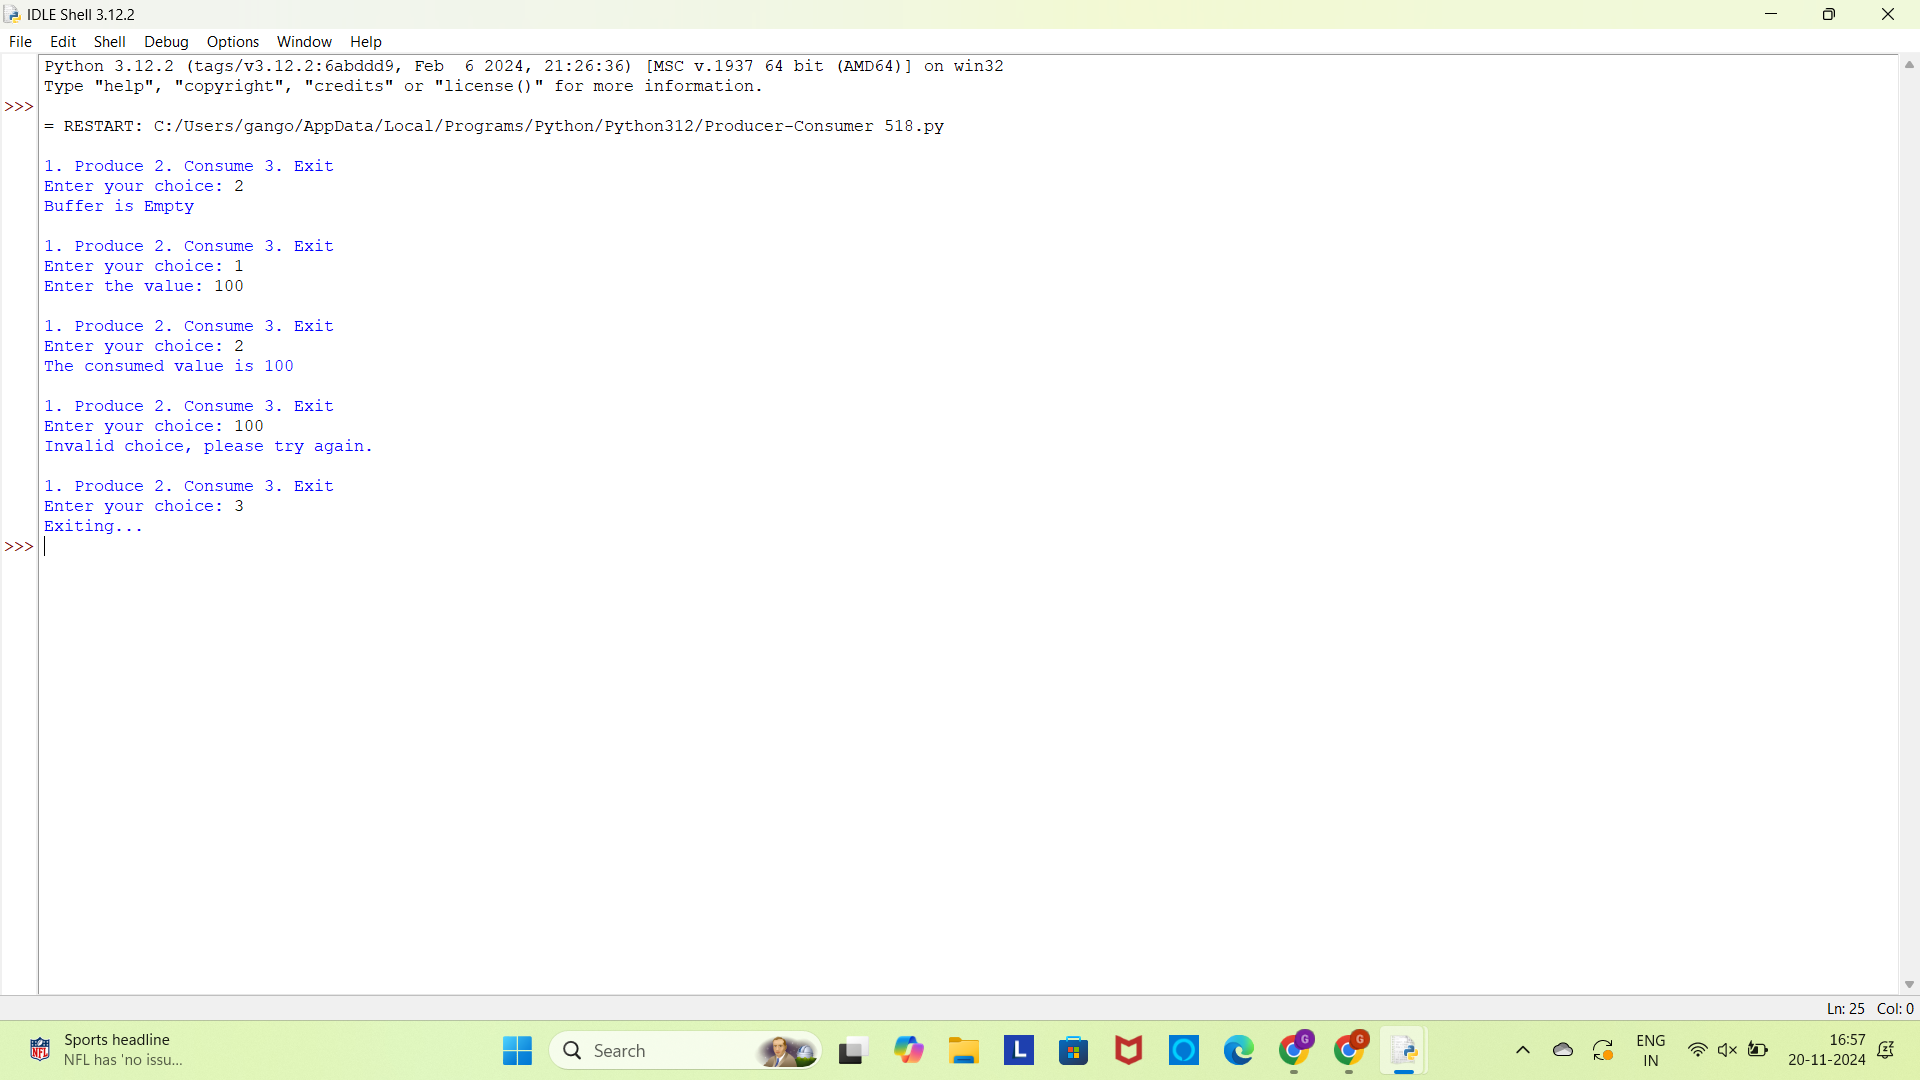 IDLE Shell 3.12.2
File Edit Shell Debug Options Window Help
Python 3.12.2 (tags/v3.12.2:6abddd9, Feb  6 2024, 21:26:36) [MSC v.1937 64 bit (AMD64)] on win32
Type "help", "copyright", "credits" or "license()" for more information.
>>>
= RESTART: C:/Users/gango/AppData/Local/Programs/Python/Python312/Producer-Consumer 518.py
1. Produce 2. Consume 3. Exit
Enter your choice: 2
Buffer is Empty
1. Produce 2. Consume 3. Exit
Enter your choice: 1
Enter the value: 100
1. Produce 2. Consume 3. Exit
Enter your choice: 2
The consumed value is 100
1. Produce 2. Consume 3. Exit
Enter your choice: 100
Invalid choice, please try again.
1. Produce 2. Consume 3. Exit
Enter your choice: 3
Exiting...
>>>
Ln: 25 Col: 0
NFL
Sports headline
NFL has 'no issu...
Search
L
G
G
ENG
IN
16:57
20-11-2024